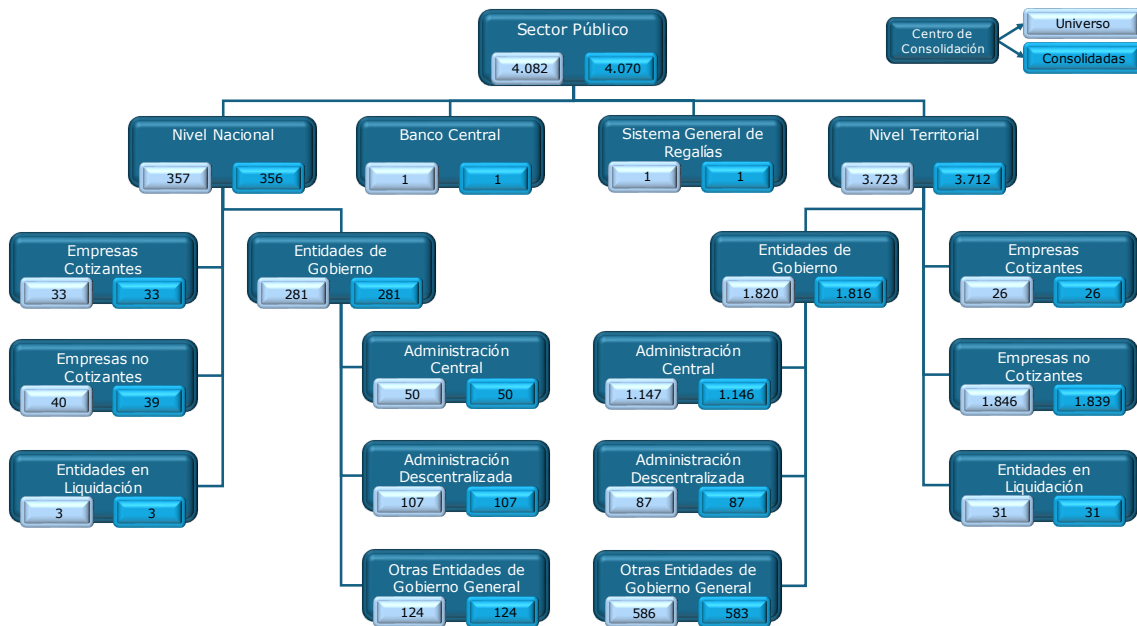 Sector Público
4.082 4.070
Centro de
Consolidación
Universo
Consolidadas
Nivel Nacional
357 356
Banco Central
1 1
Sistema General de
Regalías
1 1
Nivel Territorial
3.723 3.712
Empresas
Cotizantes
33 33
Entidades de
Gobierno
281 281
Entidades de
Gobierno
1.820 1.816
Empresas
Cotizantes
26 26
Empresas no
Cotizantes
40 39
Administración
Central
50 50
Administración
Central
1.147 1.146
Empresas no
Cotizantes
1.846 1.839
Entidades en
Liquidación
3 3
Administración
Descentralizada
107 107
Administración
Descentralizada
87 87
Entidades en
Liquidación
31 31
Otras Entidades de
Gobierno General
124 124
Otras Entidades de
Gobierno General
586 583